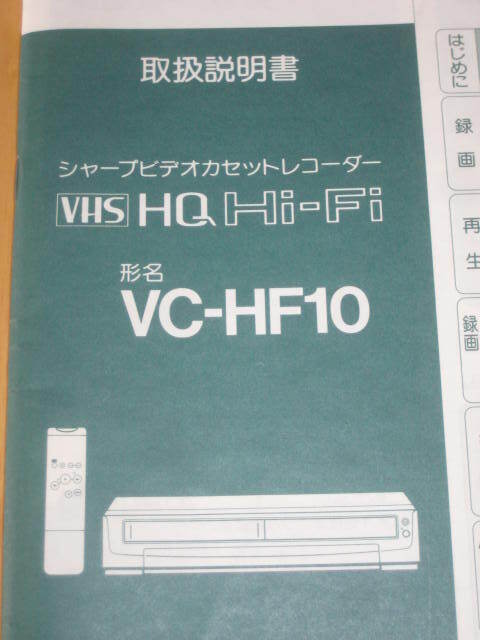 取扱説明書
シャープビデオカセットレコーダー
VHS HQ Hi-Fi
形名
VC-HF10
はじめに
録画
再生
録画